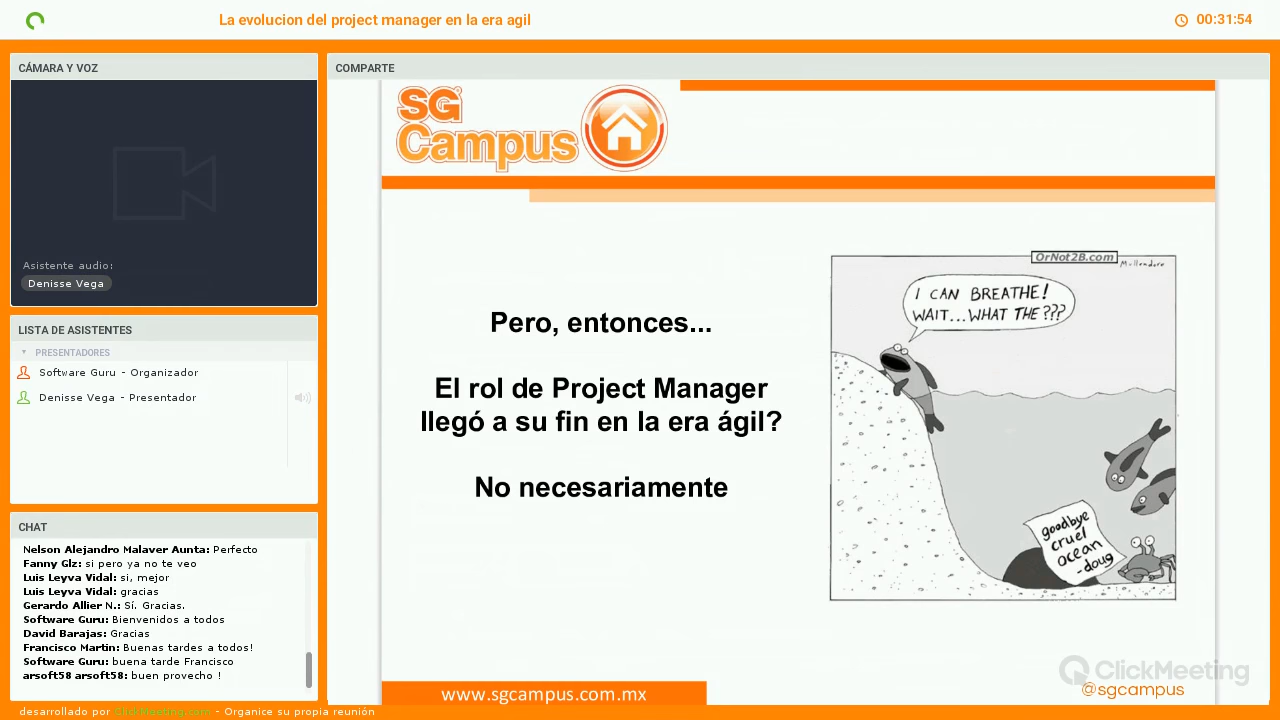 La evolucion del project manager en la era agil
00:31:54
CÁMARA Y VOZ
Asistente audio:
Denisse Vega
LISTA DE ASISTENTES
PRESENTADORES
Software Guru - Organizador
Denisse Vega - Presentador
CHAT
Nelson Alejandro Malaver Aunta: Perfecto
Fanny Glz: si pero ya no te veo
Luis Leyva Vidal: si, mejor
Luis Leyva Vidal: gracias
Gerardo Allier N.: Sí. Gracias.
Software Guru: Bienvenidos a todos
David Barajas: Gracias
Francisco Martin: Buenas tardes a todos!
Software Guru: buena tarde Francisco
arsoft58 arsoft58: buen provecho !
COMPARTE
SG
Campus
Pero, entonces...
El rol de Project Manager
llegó a su fin en la era ágil?
No necesariamente
OrNot2B.com
Mullendore
I CAN BREATHE!
WAIT...WHAT THE???
goodbye
cruel
ocean
-doug
www.sgcampus.com.mx
ClickMeeting
@sgcampus
desarrollado por ClickMeeting.com - Organice su propia reunión